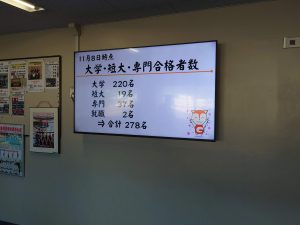 11月8日時点
大学・短大・専門合格者数
大学 220名
短大 19名
専門 37名
就職 2名
⇒ 合計 278名